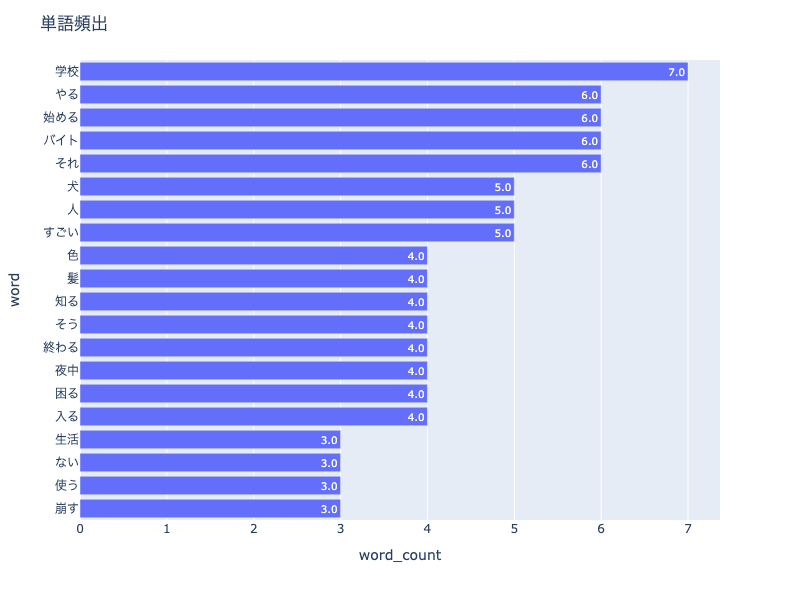 単語頻出
学校 7.0
やる 6.0
始める 6.0
バイト 6.0
それ 6.0
犬 5.0
人 5.0
すごい 5.0
色 4.0
髪 4.0
知る 4.0
そう 4.0
終わる 4.0
夜中 4.0
困る 4.0
入る 4.0
生活 3.0
ない 3.0
使う 3.0
崩す 3.0
word
0 1 2 3 4 5 6 7
word_count